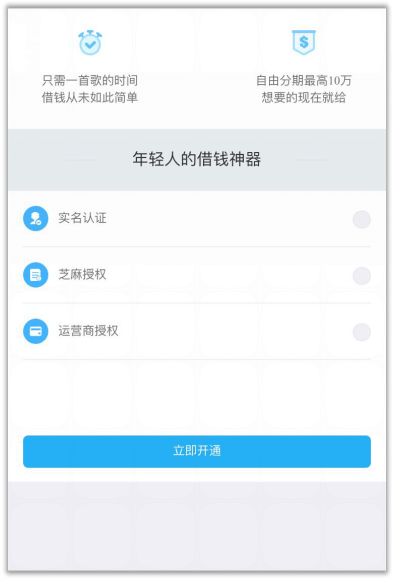 只需一首歌的时间
借钱从未如此简单
自由分期最高10万
想要的现在就给
年轻人的借钱神器
实名认证
芝麻授权
运营商授权
立即开通